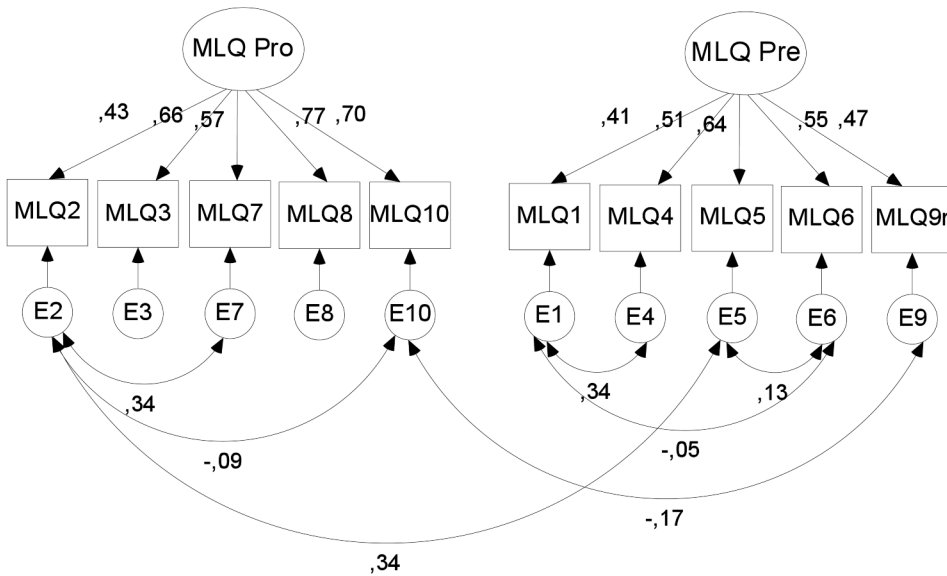 MLQ Pro
MLQ Pre
,43
,66
,57
,77
,70
,41
,51
,64
,55
,47
MLQ2
MLQ3
MLQ7
MLQ8
MLQ10
MLQ1
MLQ4
MLQ5
MLQ6
MLQ9r
E2
E3
E7
E8
E10
E1
E4
E5
E6
E9
,34
,34
,13
-,09
-,05
-,17
,34